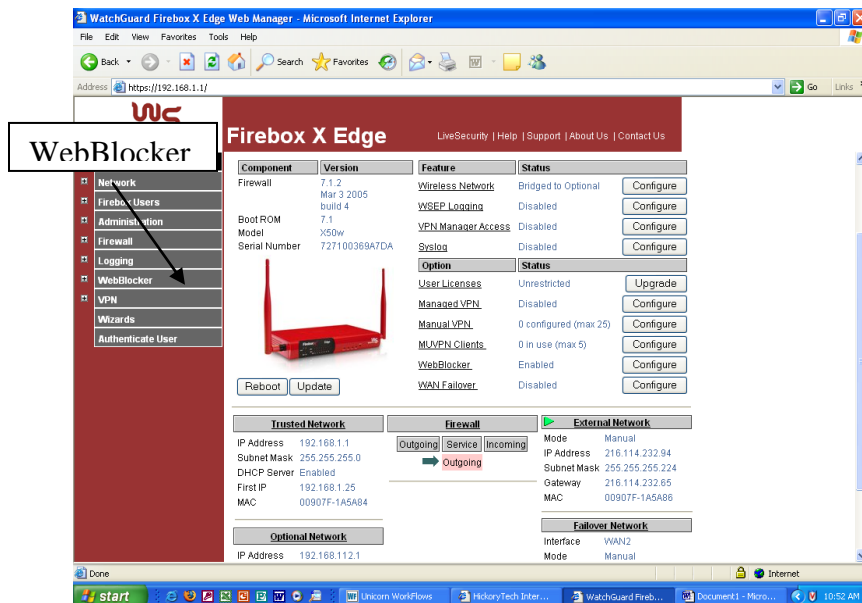 WatchGuard Firebox X Edge Web Manager - Microsoft Internet Explorer
File Edit View Favorites Tools Help
Back Search Favorites
Address https://192.168.1.1/ Go Links
WebBlocker
Firebox X Edge
LiveSecurity | Help | Support | About Us | Contact Us
Network
Firebox Users
Administration
Firewall
Logging
WebBlocker
VPN
Wizards
Authenticate User
Component Version
Firewall 7.1.2
Mar 3 2005
build 4
Boot ROM 7.1
Model X50w
Serial Number 727100369A7DA
Reboot Update
Feature Status
Wireless Network Bridged to Optional Configure
WSEP Logging Disabled Configure
VPN Manager Access Disabled Configure
Syslog Disabled Configure
Option Status
User Licenses Unrestricted Upgrade
Managed VPN Disabled Configure
Manual VPN 0 configured (max 25) Configure
MUVPN Clients 0 in use (max 5) Configure
WebBlocker Enabled Configure
WAN Failover Disabled Configure
Trusted Network
IP Address 192.168.1.1
Subnet Mask 255.255.255.0
DHCP Server Enabled
First IP 192.168.1.25
MAC 00907F-1A5A84
Optional Network
IP Address 192.168.112.1
Firewall
Outgoing Service Incoming
Outgoing
External Network
Mode Manual
IP Address 216.114.232.94
Subnet Mask 255.255.255.224
Gateway 216.114.232.65
MAC 00907F-1A5A86
Failover Network
Interface WAN2
Mode Manual
Done Internet
start Unicorn WorkFlows HickoryTech Inter... WatchGuard Fireb... Document1 - Micro... 10:52 AM